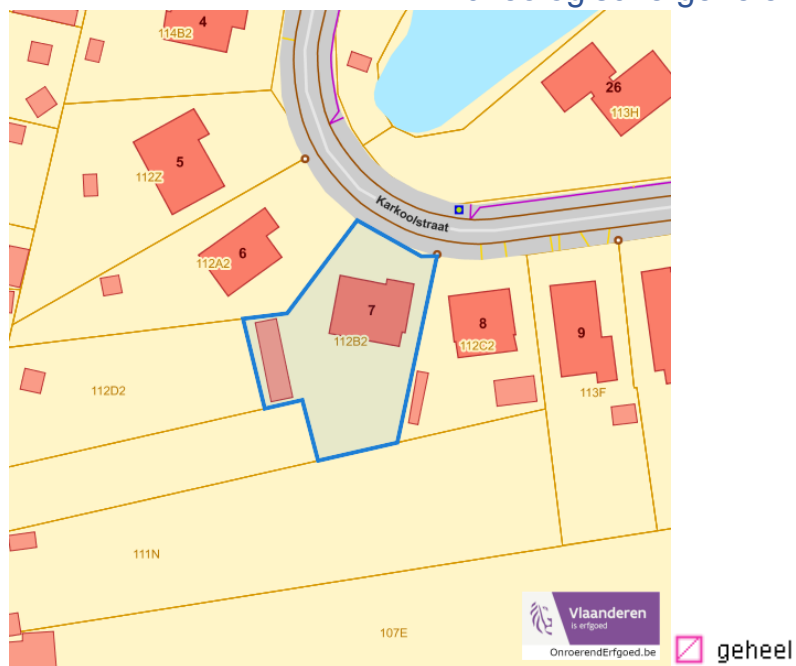 4
114B2
26
113H
5
112Z
Karkoolstraat
6
112A2
7
112B2
8
112C2
9
113F
112D2
111N
107E
Vlaanderen
is erfgoed
OnroerendErfgoed.be
geheel